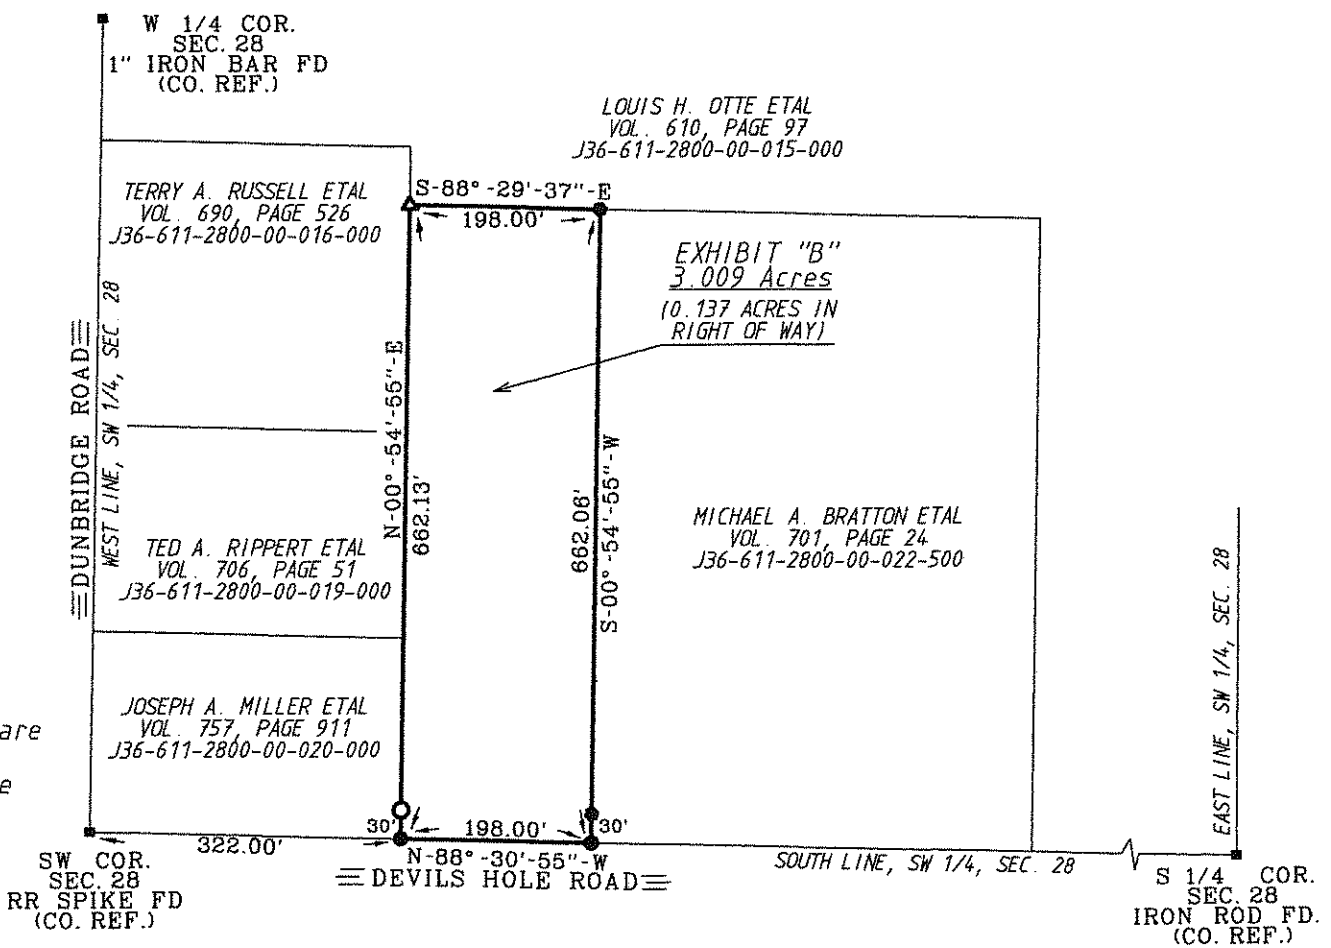 W 1/4 COR.
SEC. 28
1" IRON BAR FD
(CO. REF.)
LOUIS H. OTTE ETAL
VOL. 610, PAGE 97
J36-611-2800-00-015-000
TERRY A. RUSSELL ETAL
VOL. 690, PAGE 526
J36-611-2800-00-016-000
S-88°-29'-37"-E
198.00'
EXHIBIT "B"
3.009 Acres
(0.137 ACRES IN
RIGHT OF WAY)
DUNBRIDGE ROAD
WEST LINE, SW 1/4, SEC. 28
N-00°-54'-55"-E
662.13'
662.06'
S-00°-54'-55"-W
TED A. RIPPERT ETAL
VOL. 706, PAGE 51
J36-611-2800-00-019-000
MICHAEL A. BRATTON ETAL
VOL. 701, PAGE 24
J36-611-2800-00-022-500
EAST LINE, SW 1/4, SEC. 28
JOSEPH A. MILLER ETAL
VOL. 757, PAGE 911
J36-611-2800-00-020-000
are
e
30'
198.00'
30'
322.00'
N-88°-30'-55"-W
DEVILS HOLE ROAD
SOUTH LINE, SW 1/4, SEC. 28
SW COR.
SEC. 28
RR SPIKE FD
(CO. REF.)
S 1/4 COR.
SEC. 28
IRON ROD FD.
(CO. REF.)